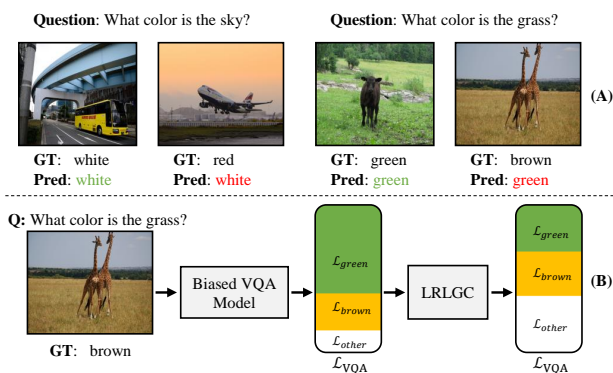 Question: What color is the sky?
Question: What color is the grass?
(A)
GT: white
Pred: white
GT: red
Pred: white
GT: green
Pred: green
GT: brown
Pred: green
Q: What color is the grass?
GT: brown
Biased VQA
Model
ℒgreen
ℒbrown
ℒother
ℒVQA
LRLGC
ℒgreen
ℒbrown
ℒother
ℒVQA
(B)